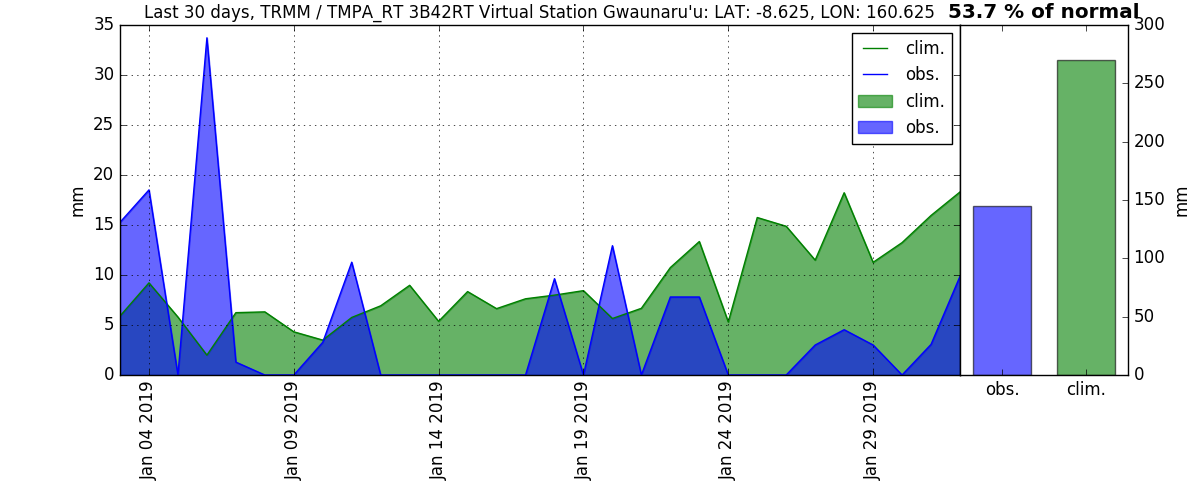 Last 30 days, TRMM / TMPA_RT 3B42RT Virtual Station Gwaunaru'u: LAT: -8.625, LON: 160.625
53.7 % of normal
35
30
25
20
15
10
5
0
mm
clim.
obs.
clim.
obs.
Jan 04 2019
Jan 09 2019
Jan 14 2019
Jan 19 2019
Jan 24 2019
Jan 29 2019
300
250
200
150
100
50
0
mm
obs.
clim.